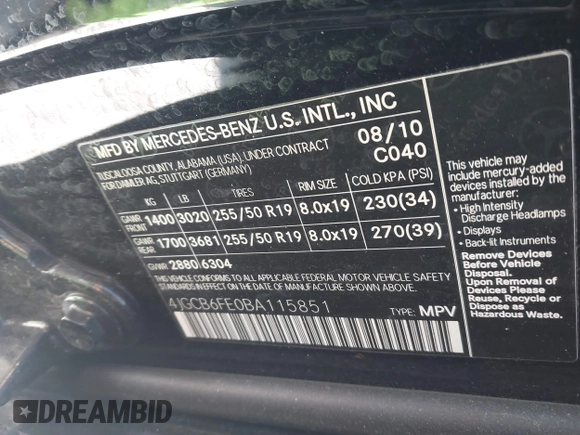 MFD BY MERCEDES-BENZ U.S. INTL., INC
TUSCALOOSA COUNTY, ALABAMA (USA), UNDER CONTRACT
FOR DAIMLER AG, STUTTGART (GERMANY)
08/10
C040
KG LB TIRES RIM SIZE COLD KPA (PSI)
GAWR FRONT 1400 3020 255/50 R19 8.0x19 230(34)
GAWR REAR 1700 3681 255/50 R19 8.0x19 270(39)
GVWR 2880 6304
THIS VEHICLE CONFORMS TO ALL APPLICABLE FEDERAL MOTOR VEHICLE SAFETY
STANDARDS IN EFFECT ON THE DATE OF MANUFACTURE SHOWN ABOVE.
4JGCB6FE0BA115851
TYPE: MPV
This vehicle may
include mercury-added
devices installed by the
manufacturer:
• High Intensity
Discharge Headlamps
• Displays
• Back-lit Instruments
Remove Devices
Before Vehicle
Disposal.
Upon Removal of
Devices Please
Reuse, Recycle or
Dispose as
Hazardous Waste.
DREAMBID